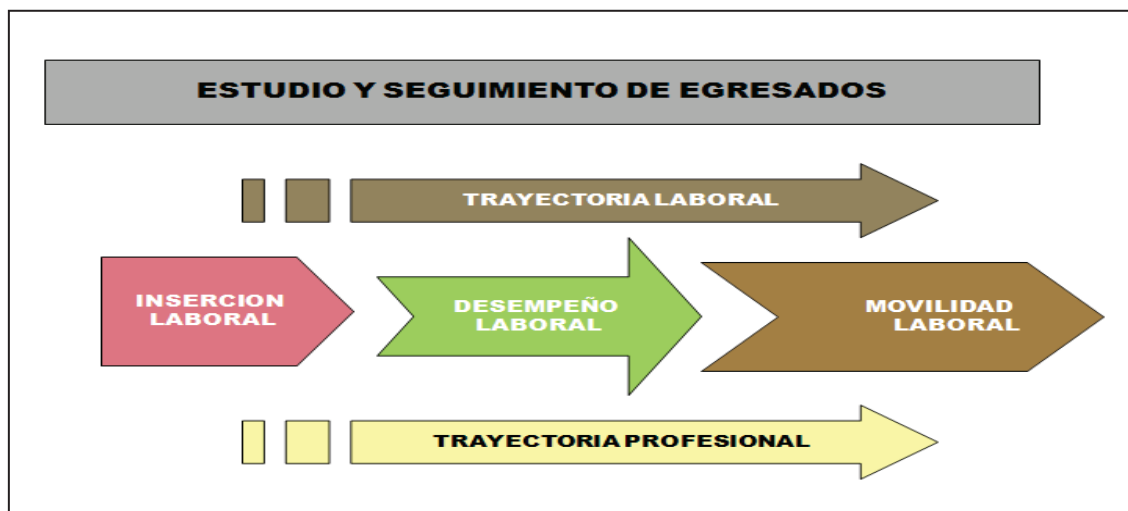 ESTUDIO Y SEGUIMIENTO DE EGRESADOS
TRAYECTORIA LABORAL
INSERCION
LABORAL
DESEMPEÑO
LABORAL
MOVILIDAD
LABORAL
TRAYECTORIA PROFESIONAL